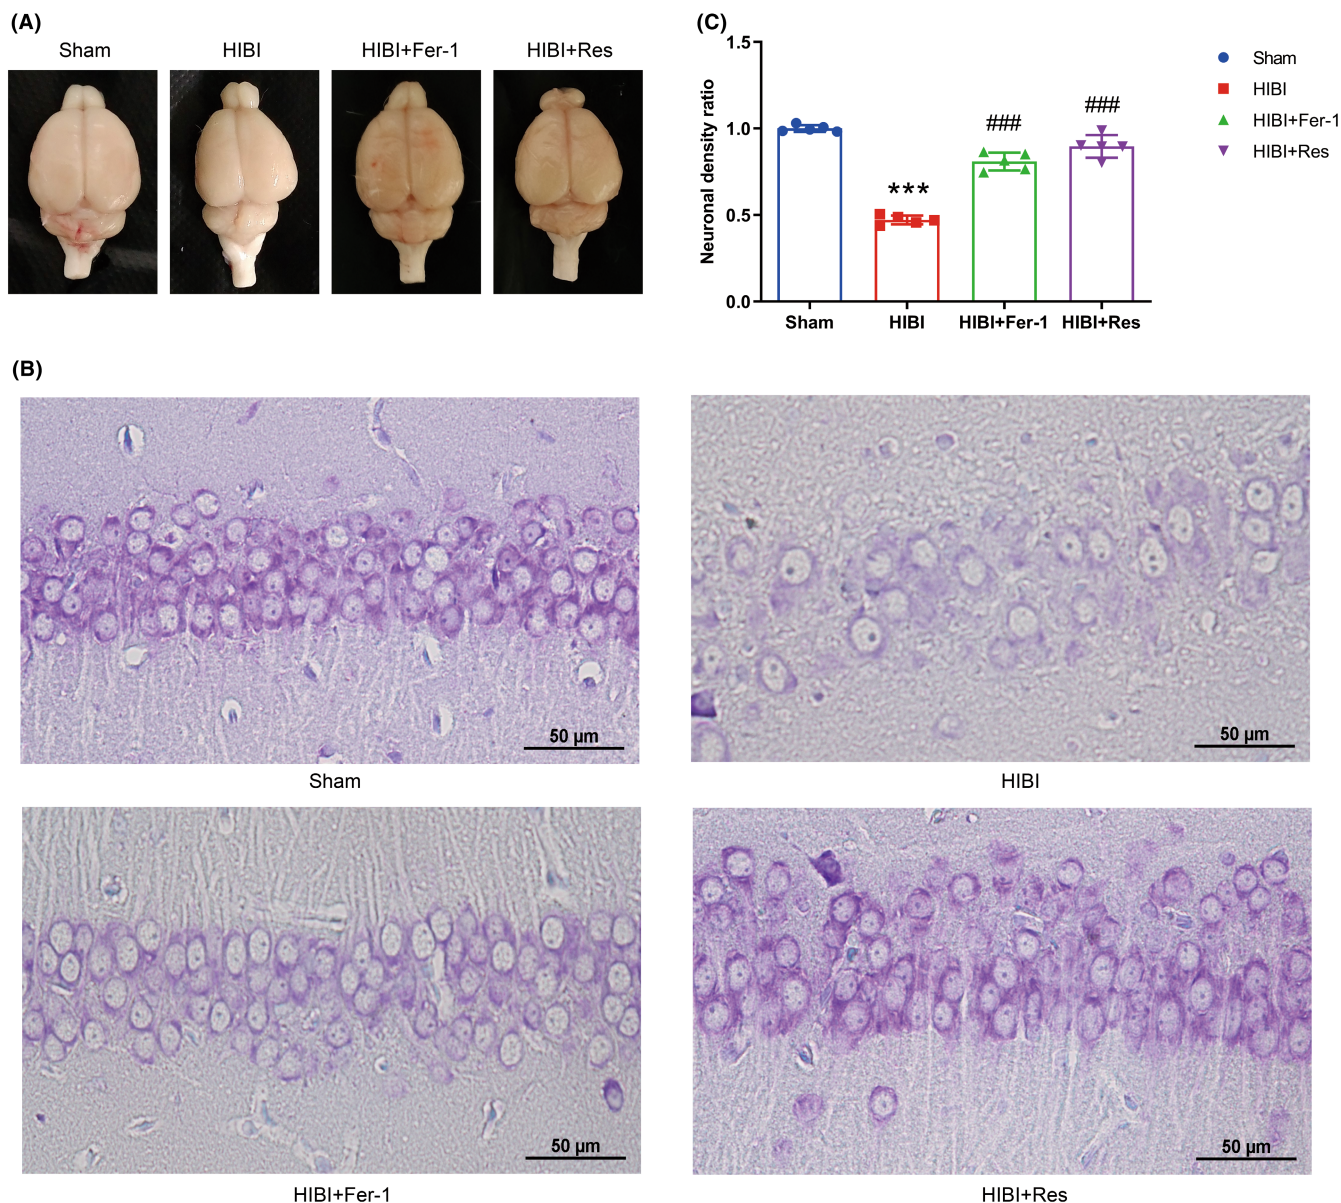 (A)
Sham
HIBI
HIBI+Fer-1
HIBI+Res
(C)
Neuronal density ratio
1.5
1.0
0.5
0.0
***
###
###
Sham
HIBI
HIBI+Fer-1
HIBI+Res
Sham
HIBI
HIBI+Fer-1
HIBI+Res
(B)
50 µm
Sham
50 µm
HIBI
50 µm
HIBI+Fer-1
50 µm
HIBI+Res